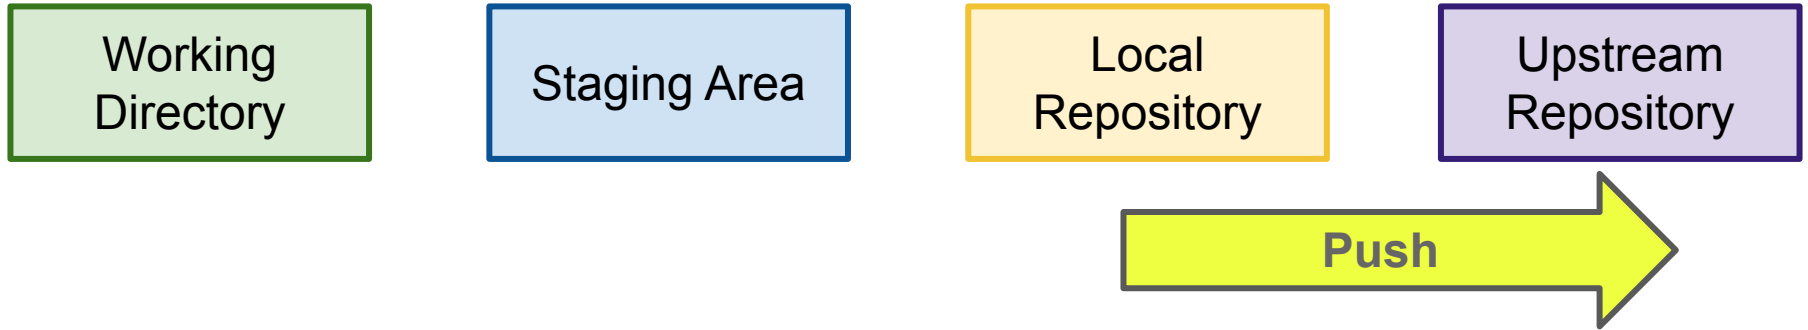 Working
Directory
Staging Area
Local
Repository
Upstream
Repository
Push